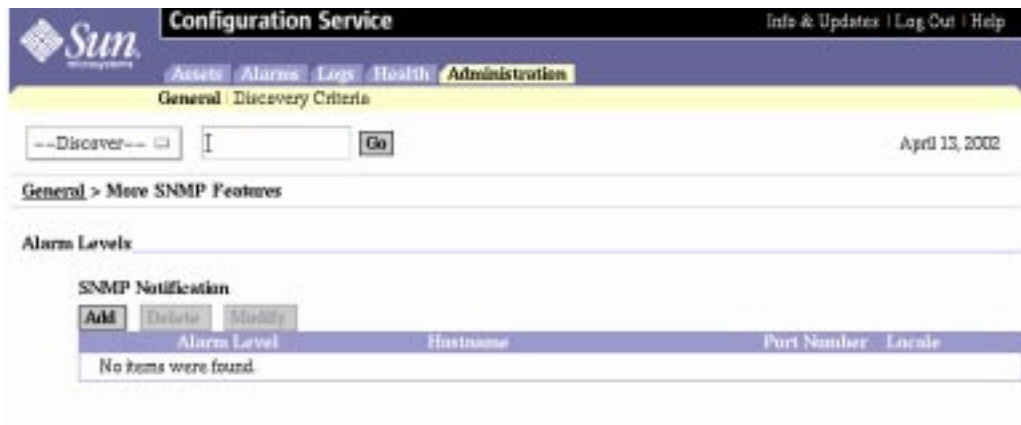 Sun
microsystems
Configuration Service
Info & Updates | Log Out | Help
Assets Alarms Logs Health Administration
General | Discovery Criteria
--Discover-- Go April 13, 2002
General > More SNMP Features
Alarm Levels
SNMP Notification
Add Delete Modify
Alarm Level Hostname Port Number Locale
No items were found.